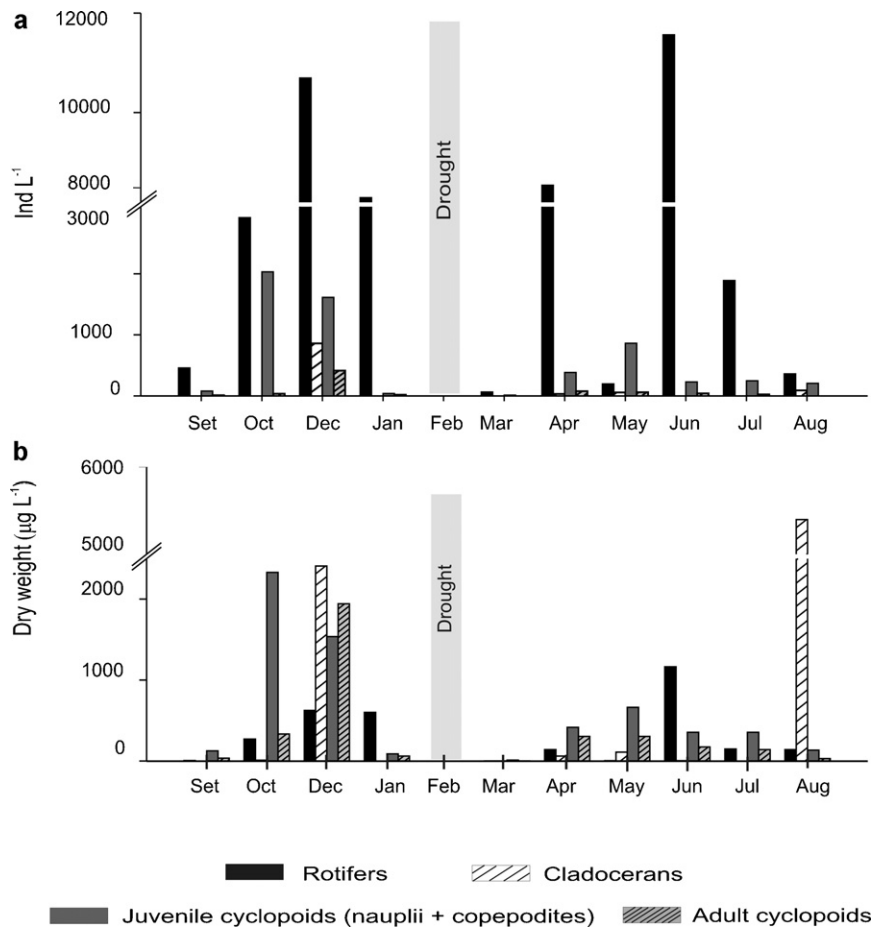 a
12000
10000
8000
3000
1000
0
Ind L⁻¹
Drought
Set Oct Dec Jan Feb Mar Apr May Jun Jul Aug
b
6000
5000
2000
1000
0
Dry weight (µg L⁻¹)
Drought
Set Oct Dec Jan Feb Mar Apr May Jun Jul Aug
Rotifers Cladocerans
Juvenile cyclopoids (nauplii + copepodites) Adult cyclopoids